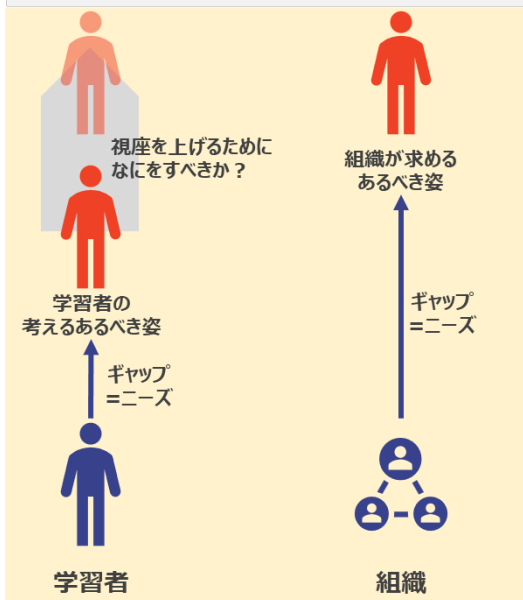 視座を上げるために
なにをすべきか？
学習者の
考えるあるべき姿
ギャップ
=ニーズ
学習者
組織が求める
あるべき姿
ギャップ
=ニーズ
組織